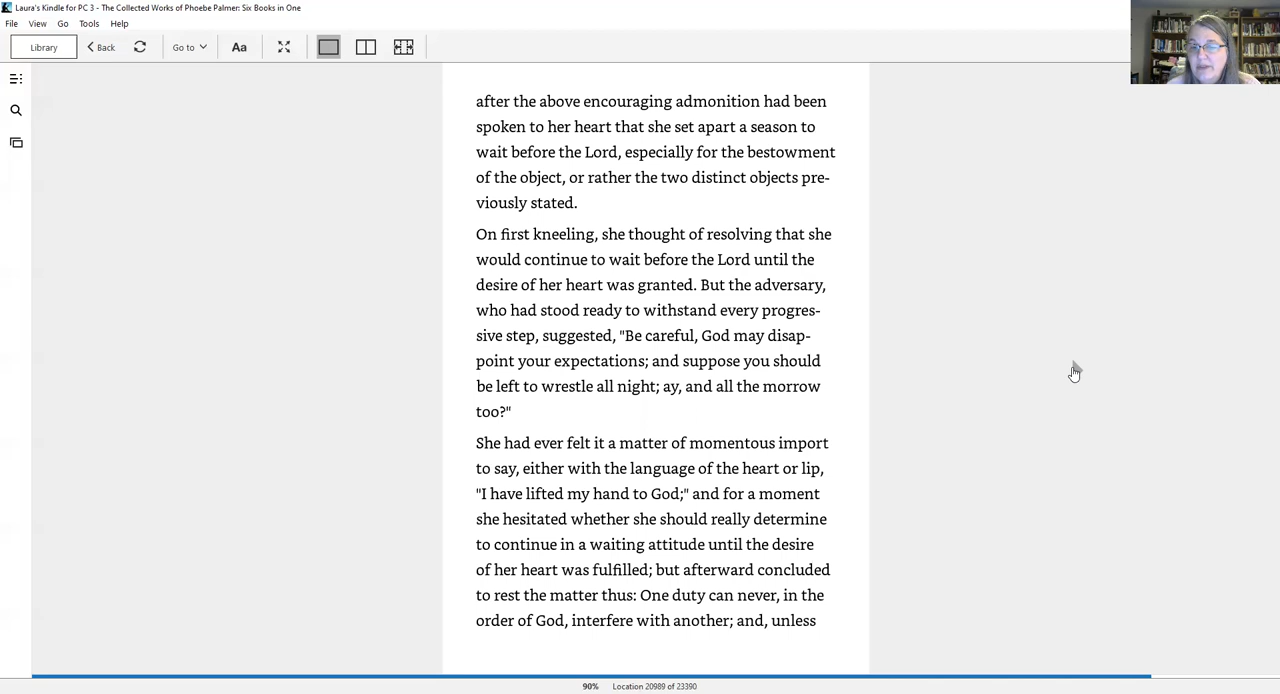 Laura's Kindle for PC 3 - The Collected Works of Phoebe Palmer: Six Books in One
File View Go Tools Help
Library Back Go to Aa
after the above encouraging admonition had been
spoken to her heart that she set apart a season to
wait before the Lord, especially for the bestowment
of the object, or rather the two distinct objects pre-
viously stated.
On first kneeling, she thought of resolving that she
would continue to wait before the Lord until the
desire of her heart was granted. But the adversary,
who had stood ready to withstand every progres-
sive step, suggested, "Be careful, God may disap-
point your expectations; and suppose you should
be left to wrestle all night; ay, and all the morrow
too?"
She had ever felt it a matter of momentous import
to say, either with the language of the heart or lip,
"I have lifted my hand to God;" and for a moment
she hesitated whether she should really determine
to continue in a waiting attitude until the desire
of her heart was fulfilled; but afterward concluded
to rest the matter thus: One duty can never, in the
order of God, interfere with another; and, unless
90% Location 20989 of 23390